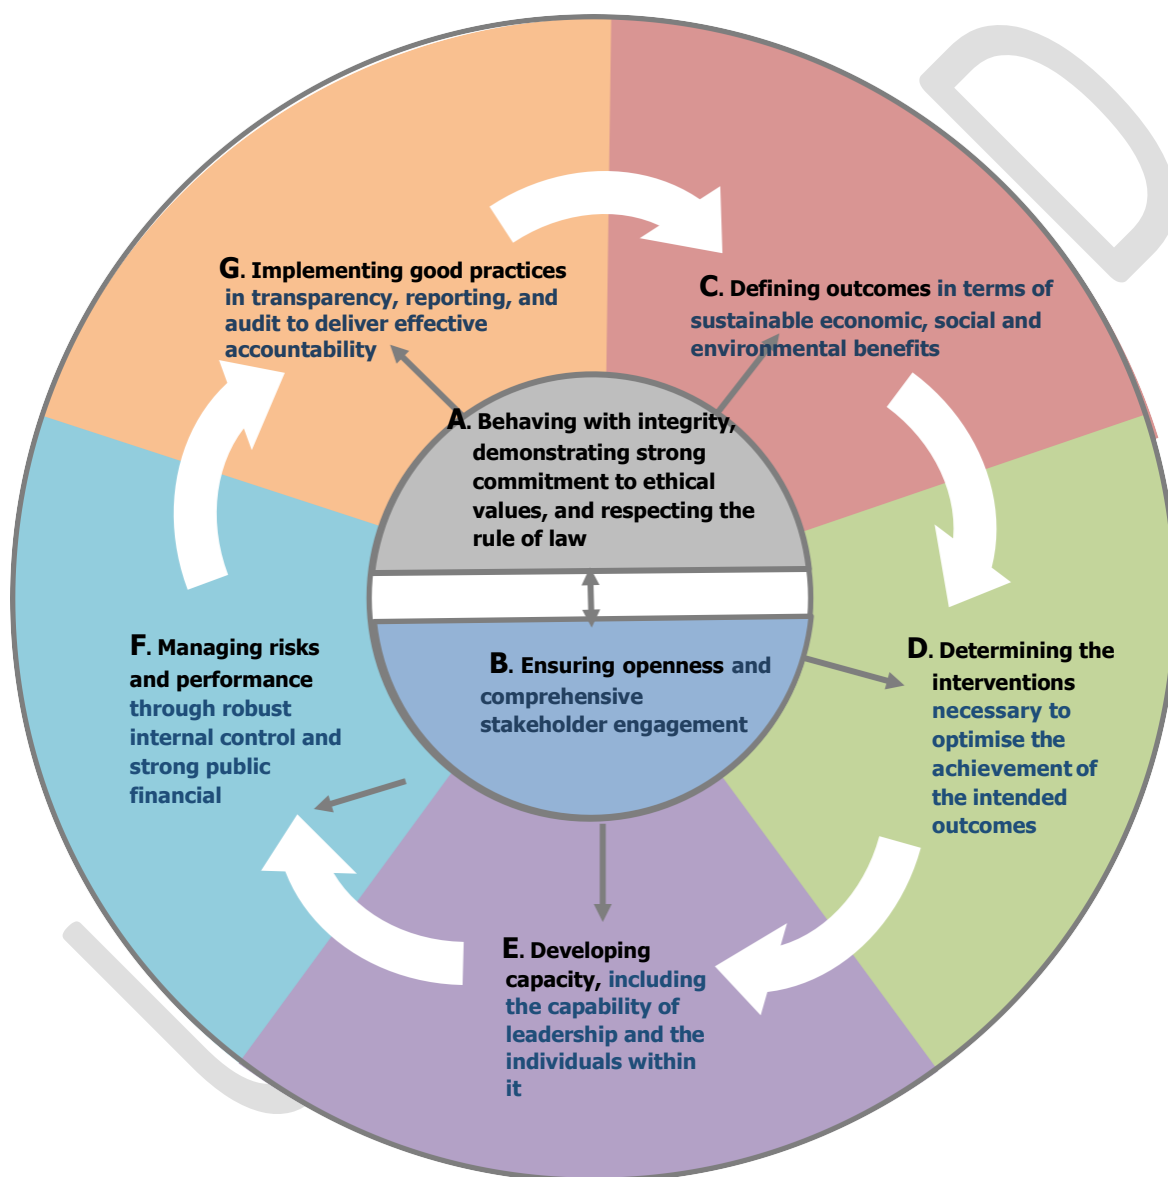 G. Implementing good practices
in transparency, reporting, and
audit to deliver effective
accountability
C. Defining outcomes in terms of
sustainable economic, social and
environmental benefits
A. Behaving with integrity,
demonstrating strong
commitment to ethical
values, and respecting the
rule of law
B. Ensuring openness and
comprehensive
stakeholder engagement
D. Determining the
interventions
necessary to
optimise the
achievement of
the intended
outcomes
E. Developing
capacity, including
the capability of
leadership and the
individuals within
it
F. Managing risks
and performance
through robust
internal control and
strong public
financial